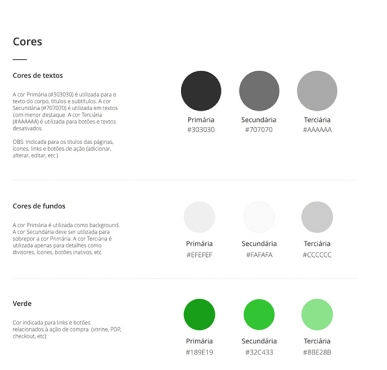 Cores
Cores de textos
A cor Primária (#303030) é utilizada para o
texto do corpo, títulos e subtítulos. A cor
Secundária (#707070) é utilizada em textos
com menor destaque. A cor Terciária
(#AAAAAA) é utilizada para botões e textos
desativados.
OBS: Indicada para os títulos das páginas,
ícones, links e botões de ação (adicionar,
alterar, editar, etc.)
Primária
Secundária
Terciária
#303030
#707070
#AAAAAA
Cores de fundos
A cor Primária é utilizada como background.
A cor Secundária deve ser utilizada para
sobrepor a cor Primária. A cor Terciária é
utilizada apenas para detalhes como
divisores, ícones, botões inativos, etc.
Primária
Secundária
Terciária
#EFEFEF
#FAFAFA
#CCCCCC
Verde
Cor indicada para links e botões
relacionados à ação de compra (vitrine, PDP,
checkout, etc)
Primária
Secundária
Terciária
#189E19
#32C433
#8BE28B